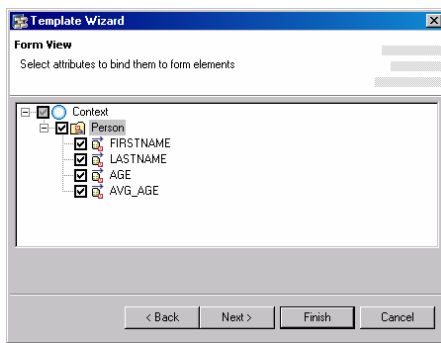 Template Wizard
Form View
Select attributes to bind them to form elements
Context
Person
FIRSTNAME
LASTNAME
AGE
AVG_AGE
< Back Next > Finish Cancel